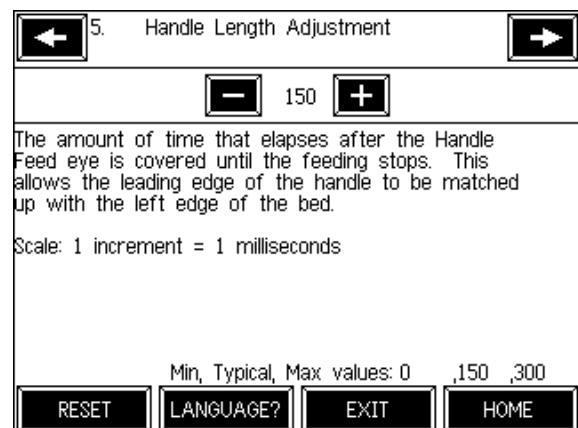 5. Handle Length Adjustment
150
The amount of time that elapses after the Handle
Feed eye is covered until the feeding stops. This
allows the leading edge of the handle to be matched
up with the left edge of the bed.
Scale: 1 increment = 1 milliseconds
Min, Typical, Max values: 0 ,150 ,300
RESET LANGUAGE? EXIT HOME